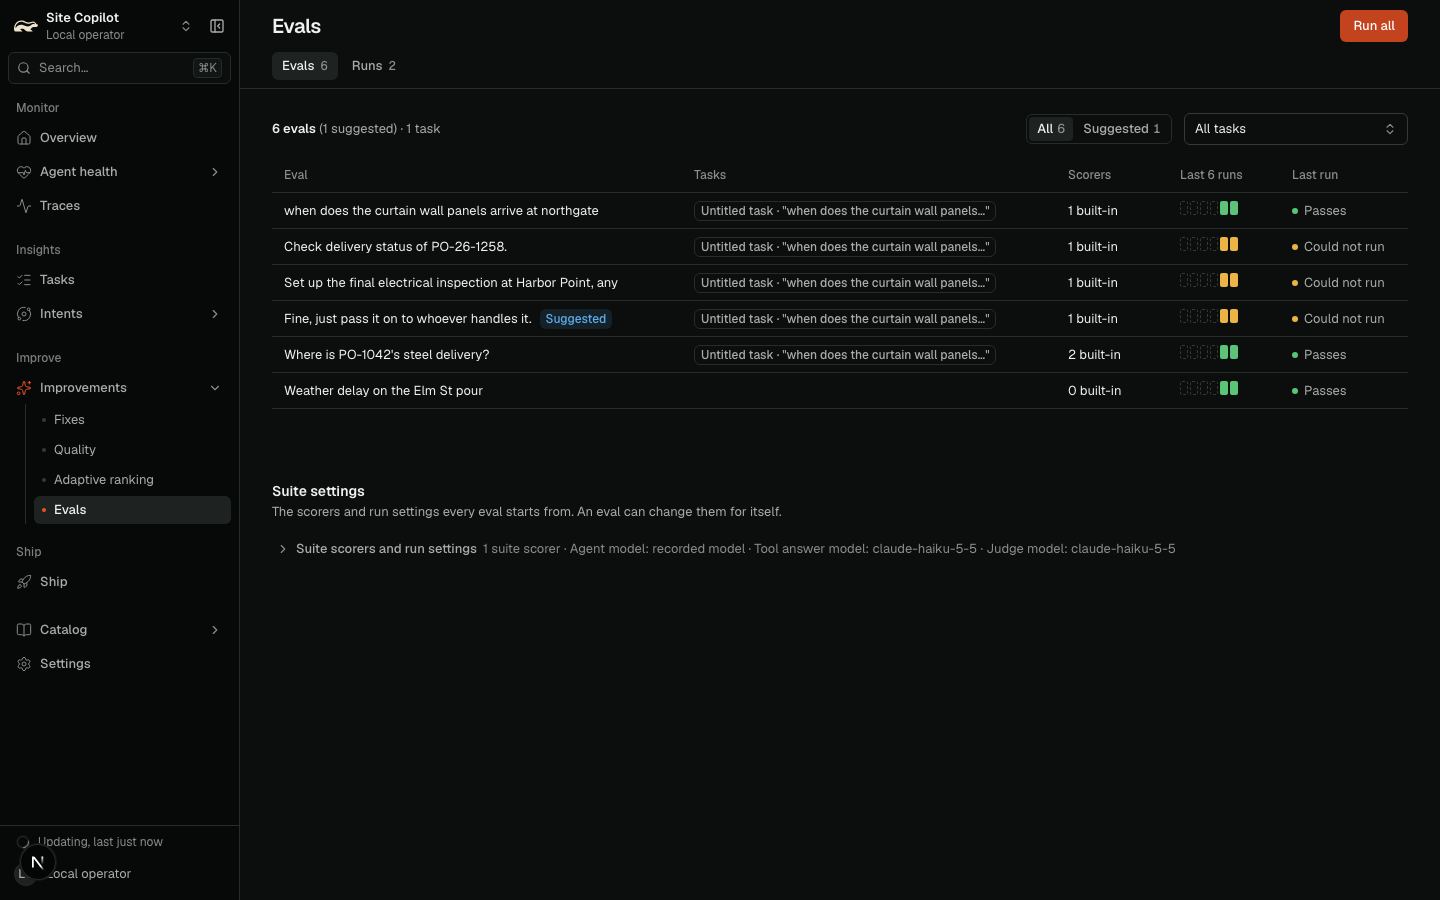 Site Copilot
Local operator
Search…
⌘K
Monitor
Overview
Agent health
Traces
Insights
Tasks
Intents
Improve
Improvements
Fixes
Quality
Adaptive ranking
Evals
Ship
Ship
Catalog
Settings
Updating, last just now
N
Local operator
Evals
Run all
Evals 6
Runs 2
6 evals (1 suggested) · 1 task
All 6
Suggested 1
All tasks
Eval Tasks Scorers Last 6 runs Last run
when does the curtain wall panels arrive at northgate Untitled task · "when does the curtain wall panels…" 1 built-in Passes
Check delivery status of PO-26-1258. Untitled task · "when does the curtain wall panels…" 1 built-in Could not run
Set up the final electrical inspection at Harbor Point, any Untitled task · "when does the curtain wall panels…" 1 built-in Could not run
Fine, just pass it on to whoever handles it. Suggested Untitled task · "when does the curtain wall panels…" 1 built-in Could not run
Where is PO-1042's steel delivery? Untitled task · "when does the curtain wall panels…" 2 built-in Passes
Weather delay on the Elm St pour 0 built-in Passes
Suite settings
The scorers and run settings every eval starts from. An eval can change them for itself.
Suite scorers and run settings 1 suite scorer · Agent model: recorded model · Tool answer model: claude-haiku-5-5 · Judge model: claude-haiku-5-5